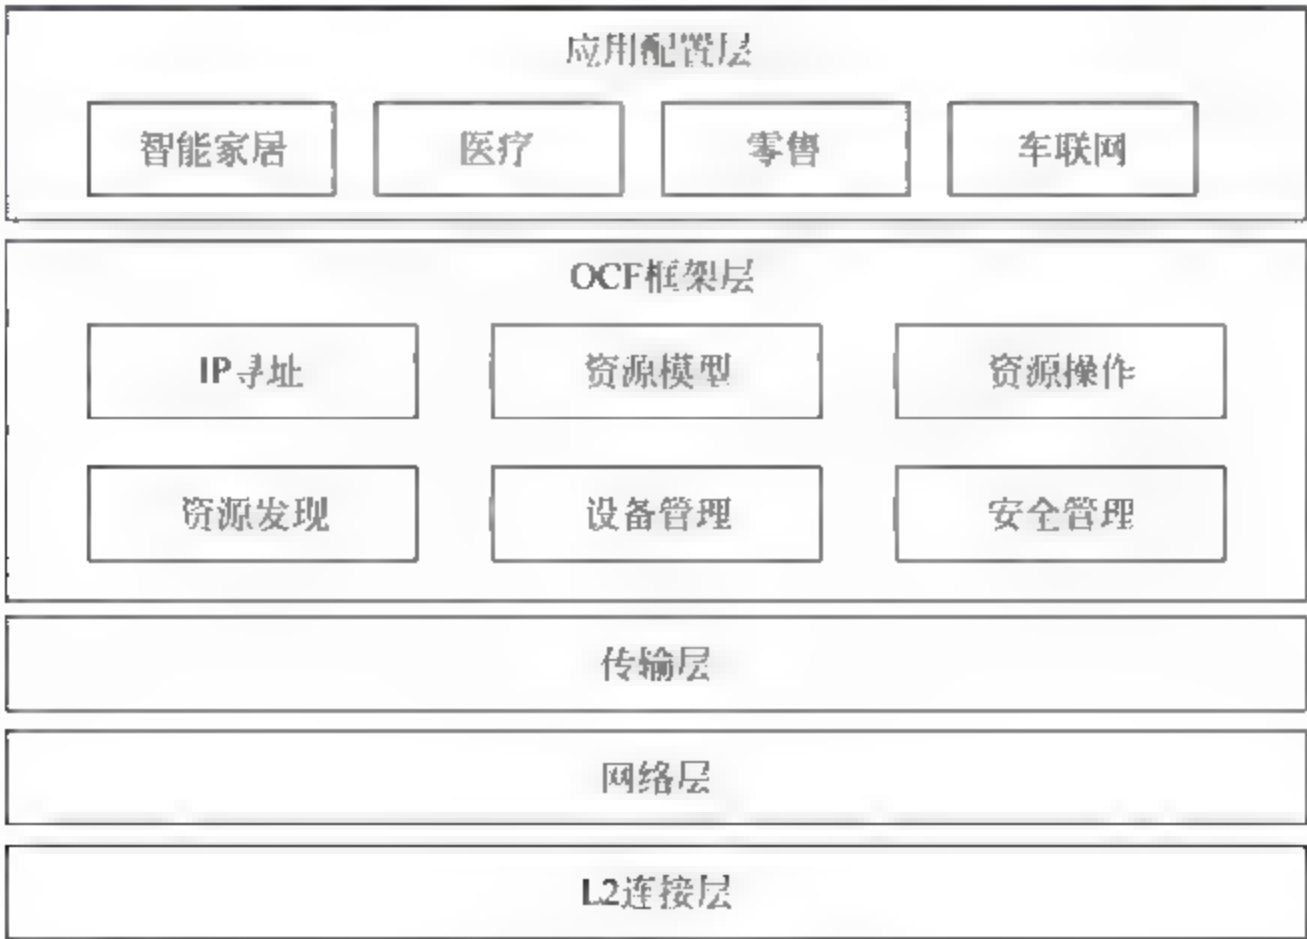 应用配置层
智能家居 医疗 零售 车联网
OCF框架层
IP寻址 资源模型 资源操作
资源发现 设备管理 安全管理
传输层
网络层
L2连接层